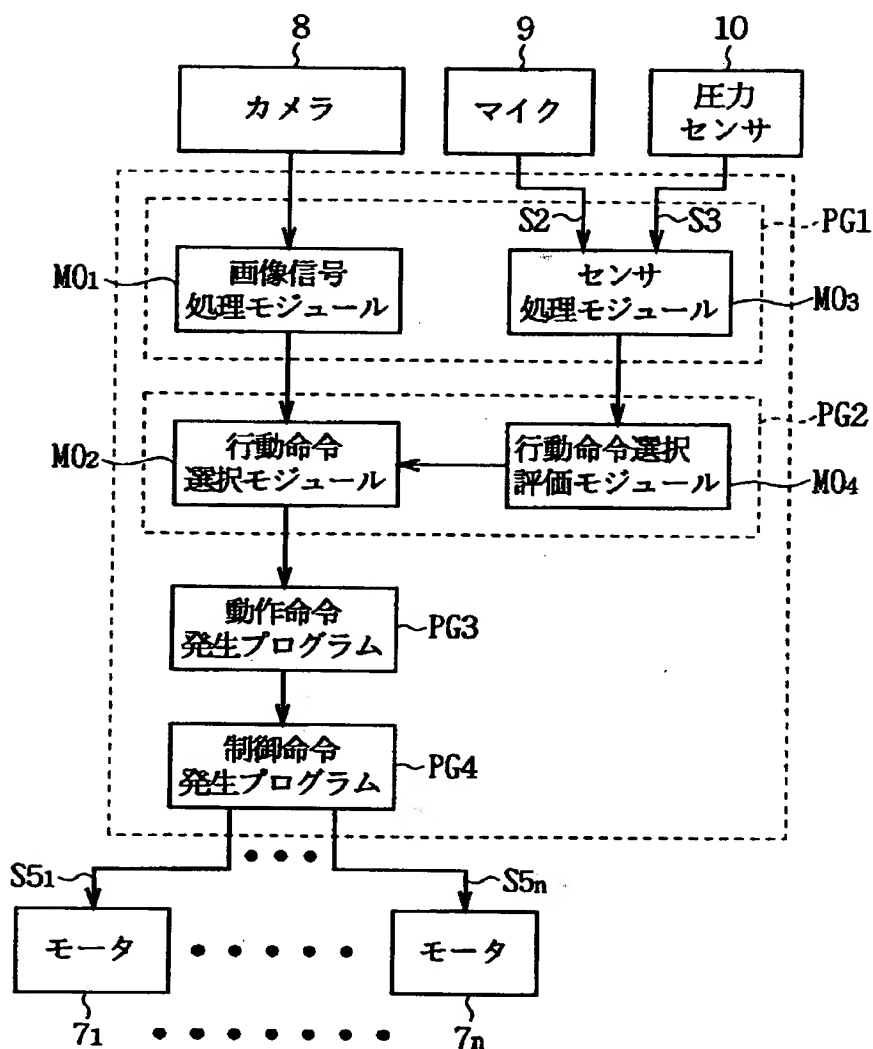 8
9
10
カメラ
マイク
圧力
センサ
S2
S3
PG1
MO1
画像信号
処理モジュール
センサ
処理モジュール
MO3
PG2
MO2
行動命令
選択モジュール
行動命令選択
評価モジュール
MO4
動作命令
発生プログラム
PG3
制御命令
発生プログラム
PG4
S51
S5n
モータ
モータ
71
7n